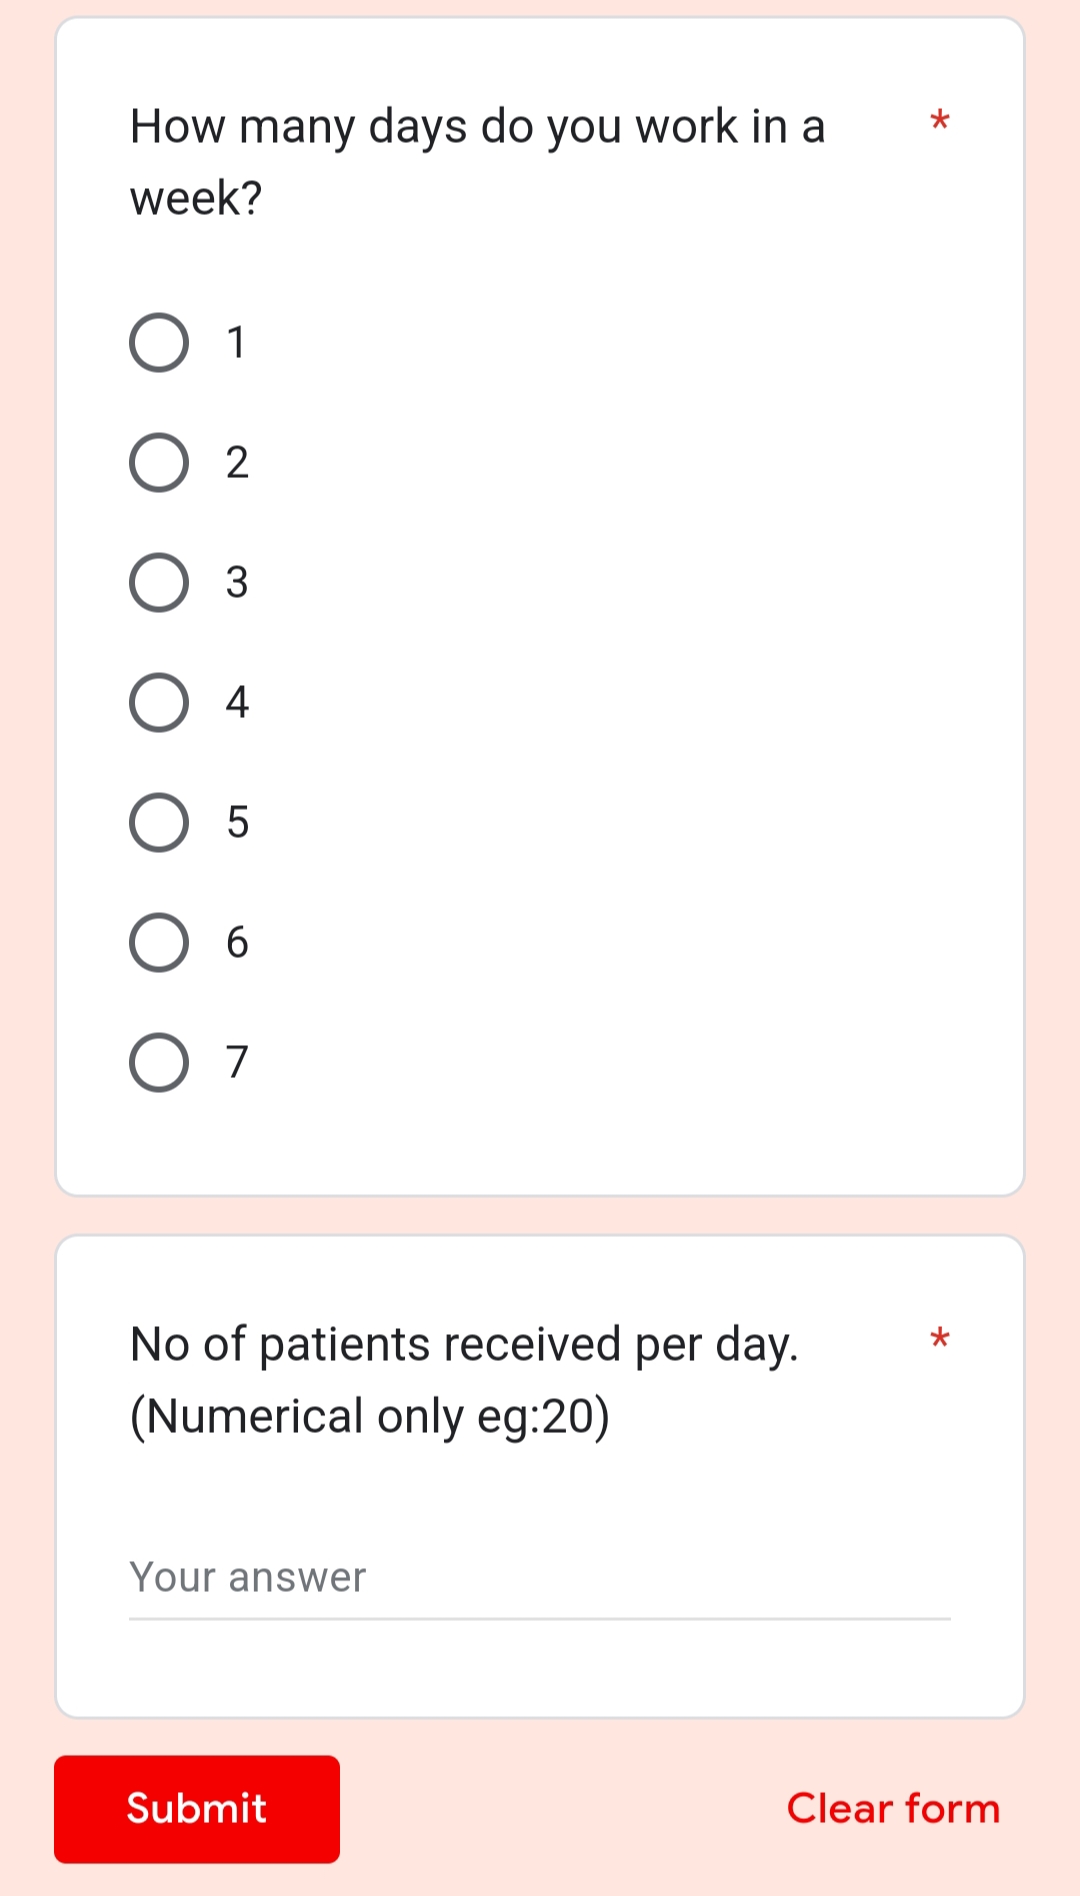 How many days do you work in a *
week?
1
2
3
4
5
6
7
No of patients received per day. *
(Numerical only eg:20)
Your answer
Submit
Clear form